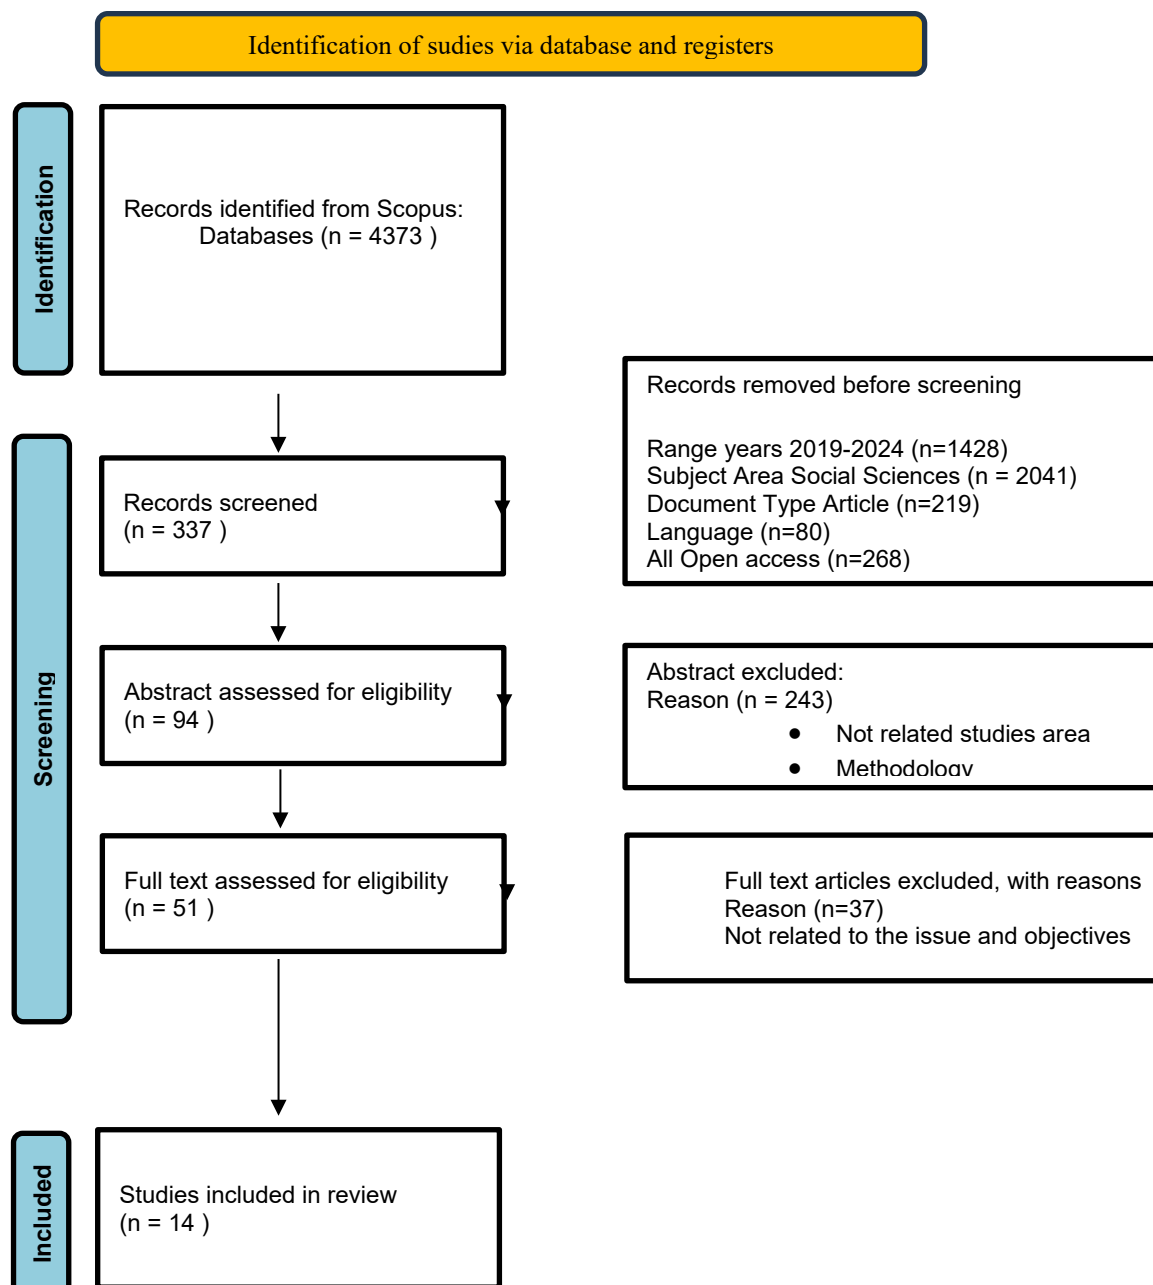 Identification of sudies via database and registers
Identification
Records identified from Scopus:
Databases (n = 4373 )
Records removed before screening
Range years 2019-2024 (n=1428)
Subject Area Social Sciences (n = 2041)
Document Type Article (n=219)
Language (n=80)
All Open access (n=268)
Screening
Records screened
(n = 337 )
Abstract assessed for eligibility
(n = 94 )
Abstract excluded:
Reason (n = 243)
● Not related studies area
● Methodology
Full text assessed for eligibility
(n = 51 )
Full text articles excluded, with reasons
Reason (n=37)
Not related to the issue and objectives
Included
Studies included in review
(n = 14 )